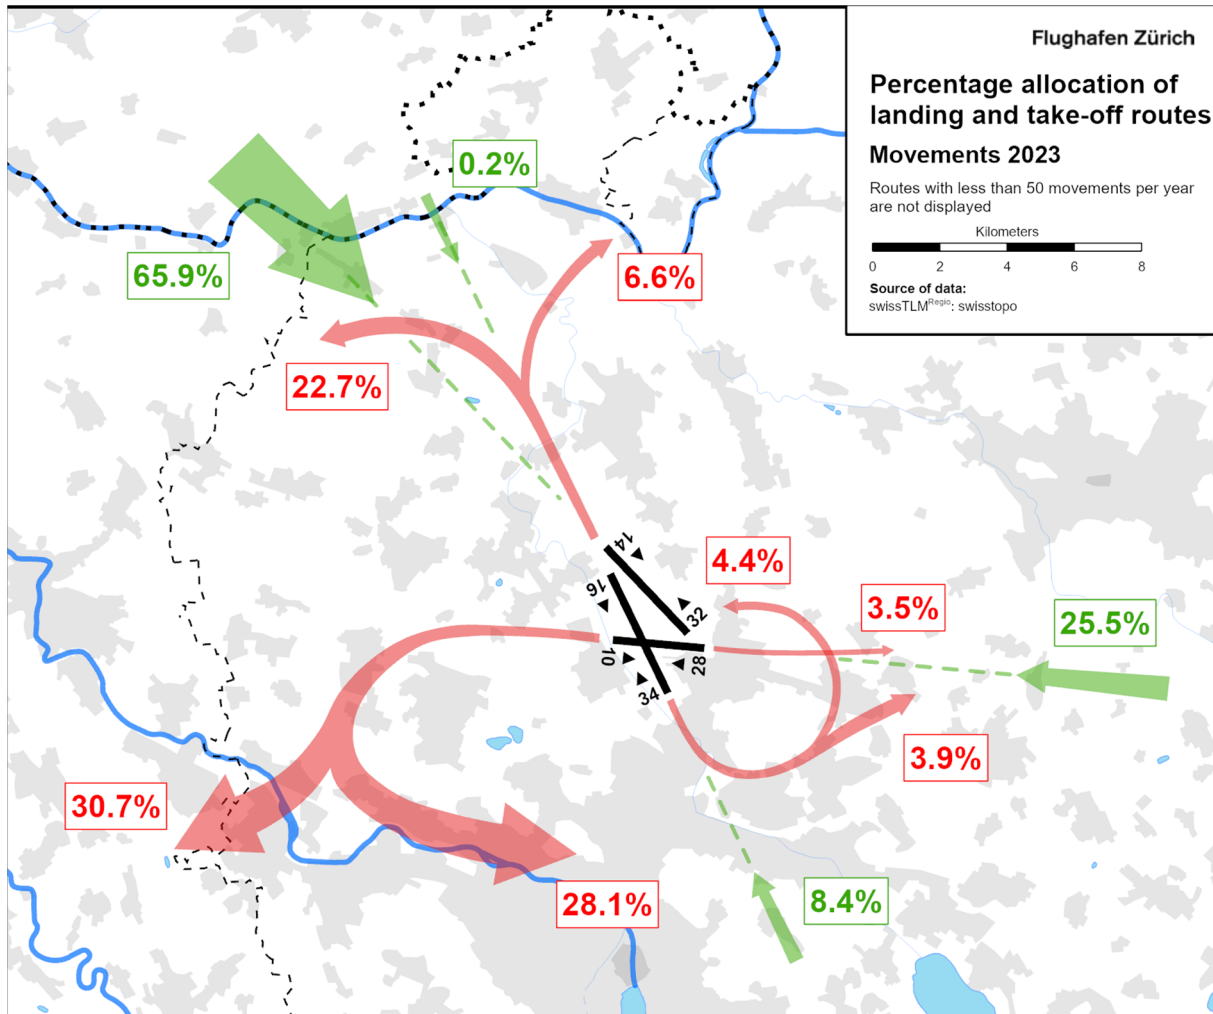 Flughafen Zürich
Percentage allocation of
landing and take-off routes
Movements 2023
Routes with less than 50 movements per year
are not displayed
Kilometers
0 2 4 6 8
Source of data:
swissTLMRegio: swisstopo
0.2%
65.9%
6.6%
22.7%
14
16
4.4%
32
3.5%
25.5%
10
28
34
3.9%
30.7%
28.1%
8.4%